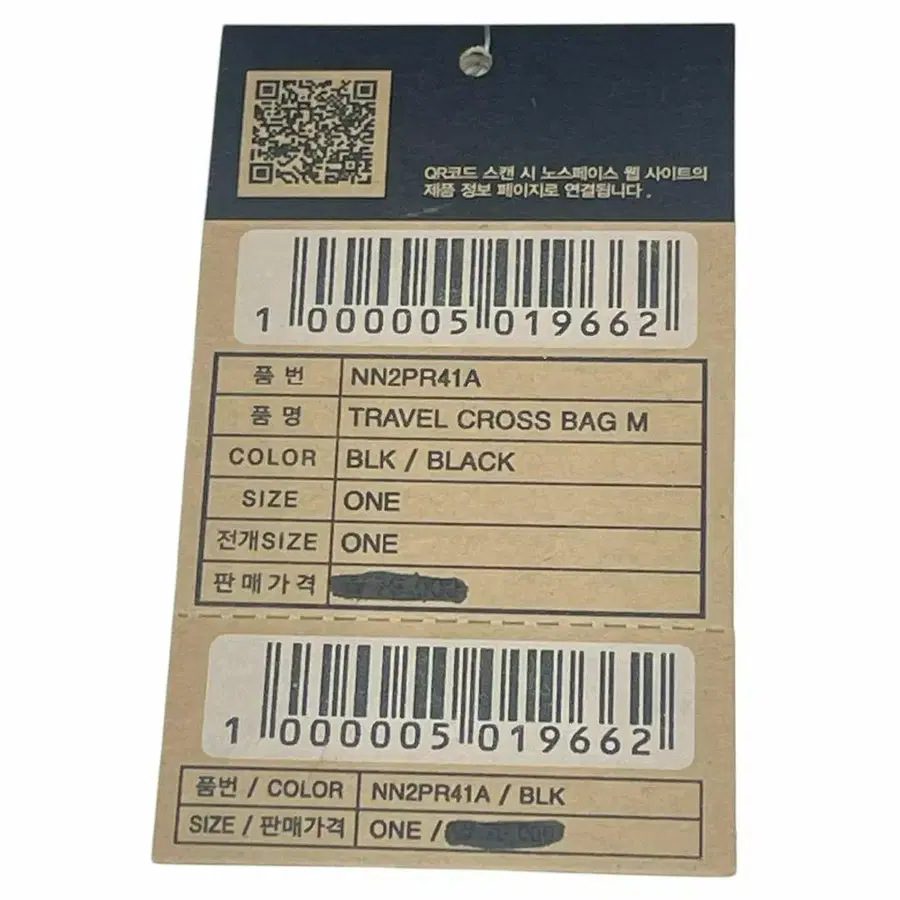 QR코드 스캔 시 노스페이스 웹 사이트의
제품 정보 페이지로 연결됩니다.
1 000005 019662
품번 NN2PR41A
품명 TRAVEL CROSS BAG M
COLOR BLK / BLACK
SIZE ONE
전개SIZE ONE
판매가격
1 000005 019662
품번 / COLOR NN2PR41A / BLK
SIZE / 판매가격 ONE /